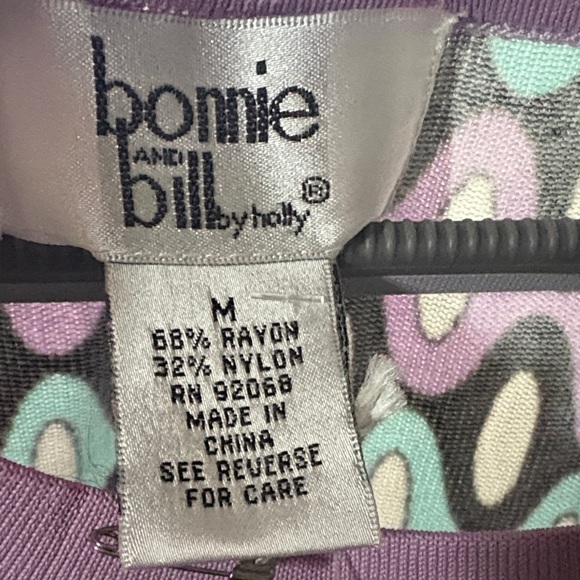 bonnie
AND
bill by holly®
M
68% RAYON
32% NYLON
RN 92068
MADE IN
CHINA
SEE REVERSE
FOR CARE